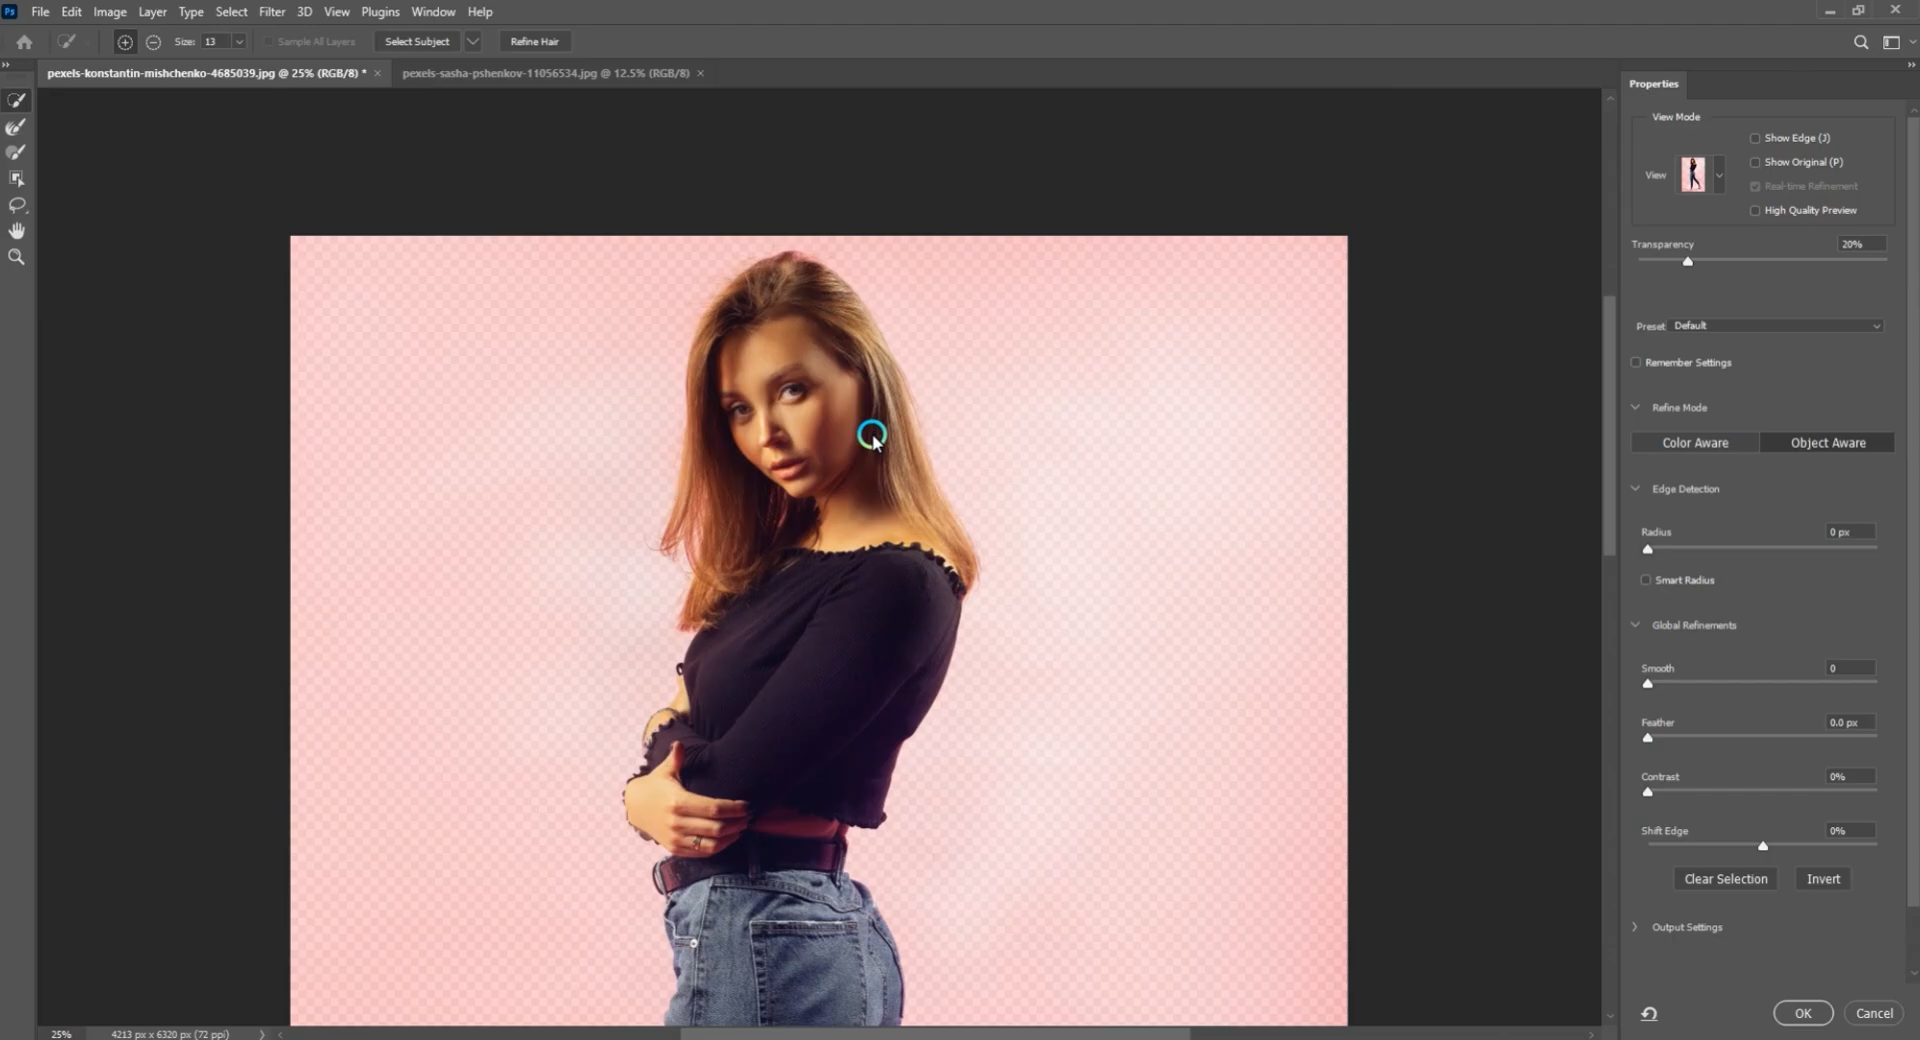 Ps File Edit Image Layer Type Select Filter 3D View Plugins Window Help
Size: 13 Sample All Layers Select Subject Refine Hair
pexels-konstantin-mishchenko-4685039.jpg @ 25% (RGB/8) * × pexels-sasha-pshenkov-11056534.jpg @ 12.5% (RGB/8) ×
Properties
View Mode
Show Edge (J)
Show Original (P)
View
Real-time Refinement
High Quality Preview
Transparency 20%
Preset Default
Remember Settings
Refine Mode
Color Aware Object Aware
Edge Detection
Radius 0 px
Smart Radius
Global Refinements
Smooth 0
Feather 0.0 px
Contrast 0%
Shift Edge 0%
Clear Selection Invert
Output Settings
OK Cancel
25% 4213 px x 6320 px (72 ppi)